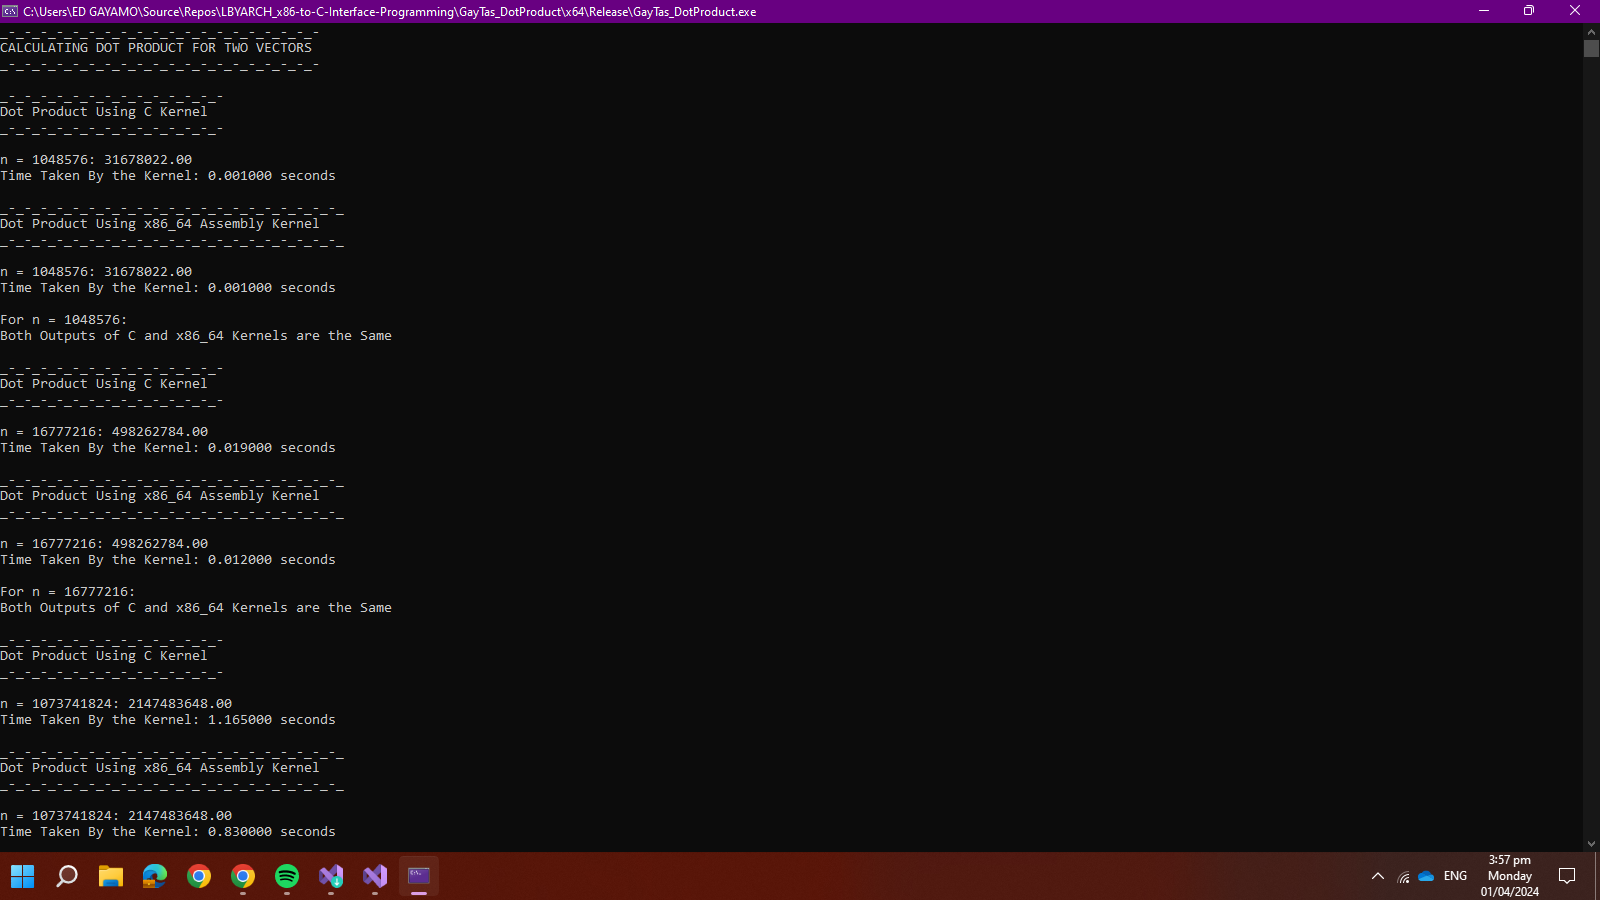 C:\Users\ED GAYAMO\Source\Repos\LBYARCH_x86-to-C-Interface-Programming\GayTas_DotProduct\x64\Release\GayTas_DotProduct.exe
_-_-_-_-_-_-_-_-_-_-_-_-_-_-_-_-_-_-_-_-
CALCULATING DOT PRODUCT FOR TWO VECTORS
_-_-_-_-_-_-_-_-_-_-_-_-_-_-_-_-_-_-_-_-
_-_-_-_-_-_-_-_-_-_-_-_-_-_-
Dot Product Using C Kernel
_-_-_-_-_-_-_-_-_-_-_-_-_-_-
n = 1048576: 31678022.00
Time Taken By the Kernel: 0.001000 seconds
_-_-_-_-_-_-_-_-_-_-_-_-_-_-_-_-_-_-_-_-_-_
Dot Product Using x86_64 Assembly Kernel
_-_-_-_-_-_-_-_-_-_-_-_-_-_-_-_-_-_-_-_-_-_
n = 1048576: 31678022.00
Time Taken By the Kernel: 0.001000 seconds
For n = 1048576:
Both Outputs of C and x86_64 Kernels are the Same
_-_-_-_-_-_-_-_-_-_-_-_-_-_-
Dot Product Using C Kernel
_-_-_-_-_-_-_-_-_-_-_-_-_-_-
n = 16777216: 498262784.00
Time Taken By the Kernel: 0.019000 seconds
_-_-_-_-_-_-_-_-_-_-_-_-_-_-_-_-_-_-_-_-_-_
Dot Product Using x86_64 Assembly Kernel
_-_-_-_-_-_-_-_-_-_-_-_-_-_-_-_-_-_-_-_-_-_
n = 16777216: 498262784.00
Time Taken By the Kernel: 0.012000 seconds
For n = 16777216:
Both Outputs of C and x86_64 Kernels are the Same
_-_-_-_-_-_-_-_-_-_-_-_-_-_-
Dot Product Using C Kernel
_-_-_-_-_-_-_-_-_-_-_-_-_-_-
n = 1073741824: 2147483648.00
Time Taken By the Kernel: 1.165000 seconds
_-_-_-_-_-_-_-_-_-_-_-_-_-_-_-_-_-_-_-_-_-_
Dot Product Using x86_64 Assembly Kernel
_-_-_-_-_-_-_-_-_-_-_-_-_-_-_-_-_-_-_-_-_-_
n = 1073741824: 2147483648.00
Time Taken By the Kernel: 0.830000 seconds
ENG
3:57 pm
Monday
01/04/2024